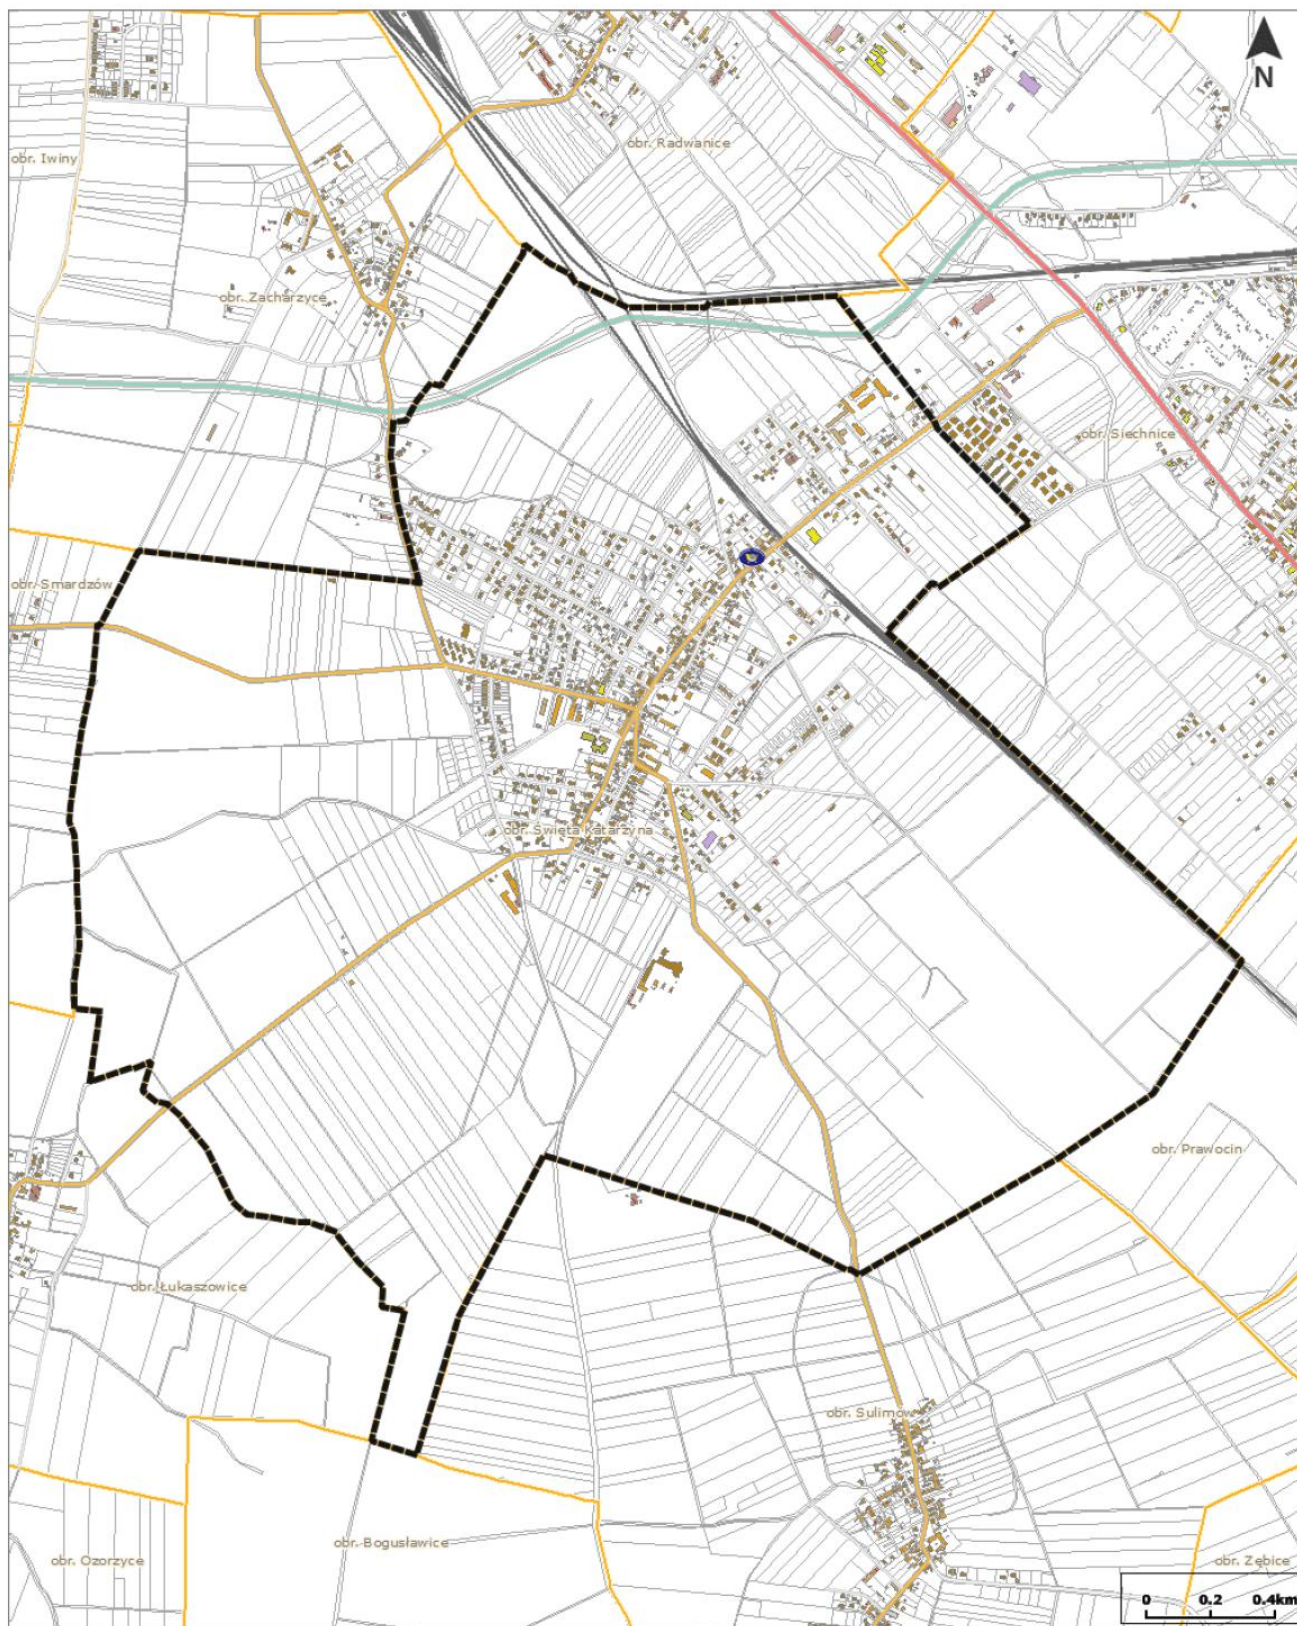 N
obr. Radwanice
obr. Iwiny
obr. Zacharzyce
obr. Siechnice
obr. Smardzów
obr. Święta Katarzyna
obr. Prawocin
obr. Łukaszowice
obr. Sulimów
obr. Bogusławice
obr. Ozorzyce
obr. Zębice
0 0.2 0.4km